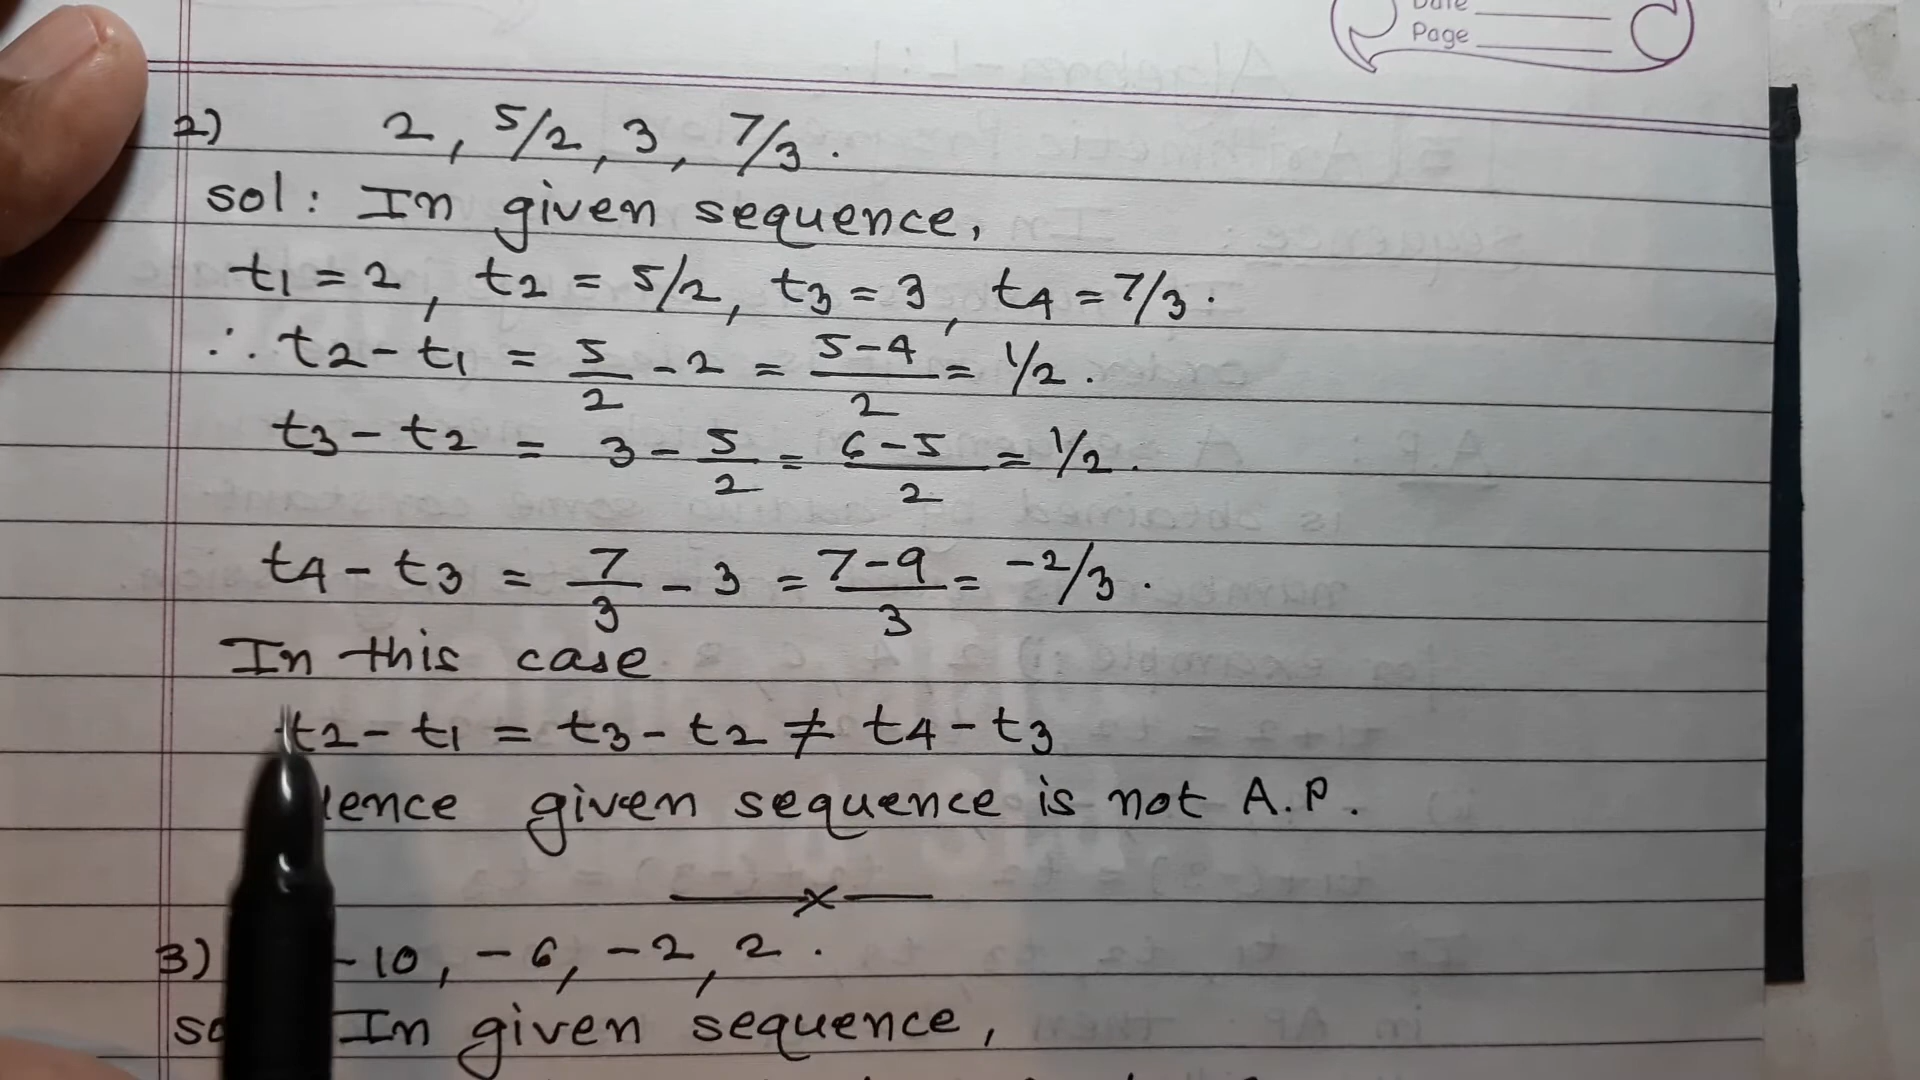 Date
Page
2) 2, 5/2, 3, 7/3.
sol: In given sequence,
t1 = 2, t2 = 5/2, t3 = 3, t4 = 7/3.
∴ t2 - t1 = 5/2 - 2 = 5-4/2 = 1/2.
t3 - t2 = 3 - 5/2 = 6-5/2 = 1/2.
t4 - t3 = 7/3 - 3 = 7-9/3 = -2/3.
In this case
t2 - t1 = t3 - t2 ≠ t4 - t3
given sequence is not A.P.
3) -10, -6, -2, 2.
In given sequence,